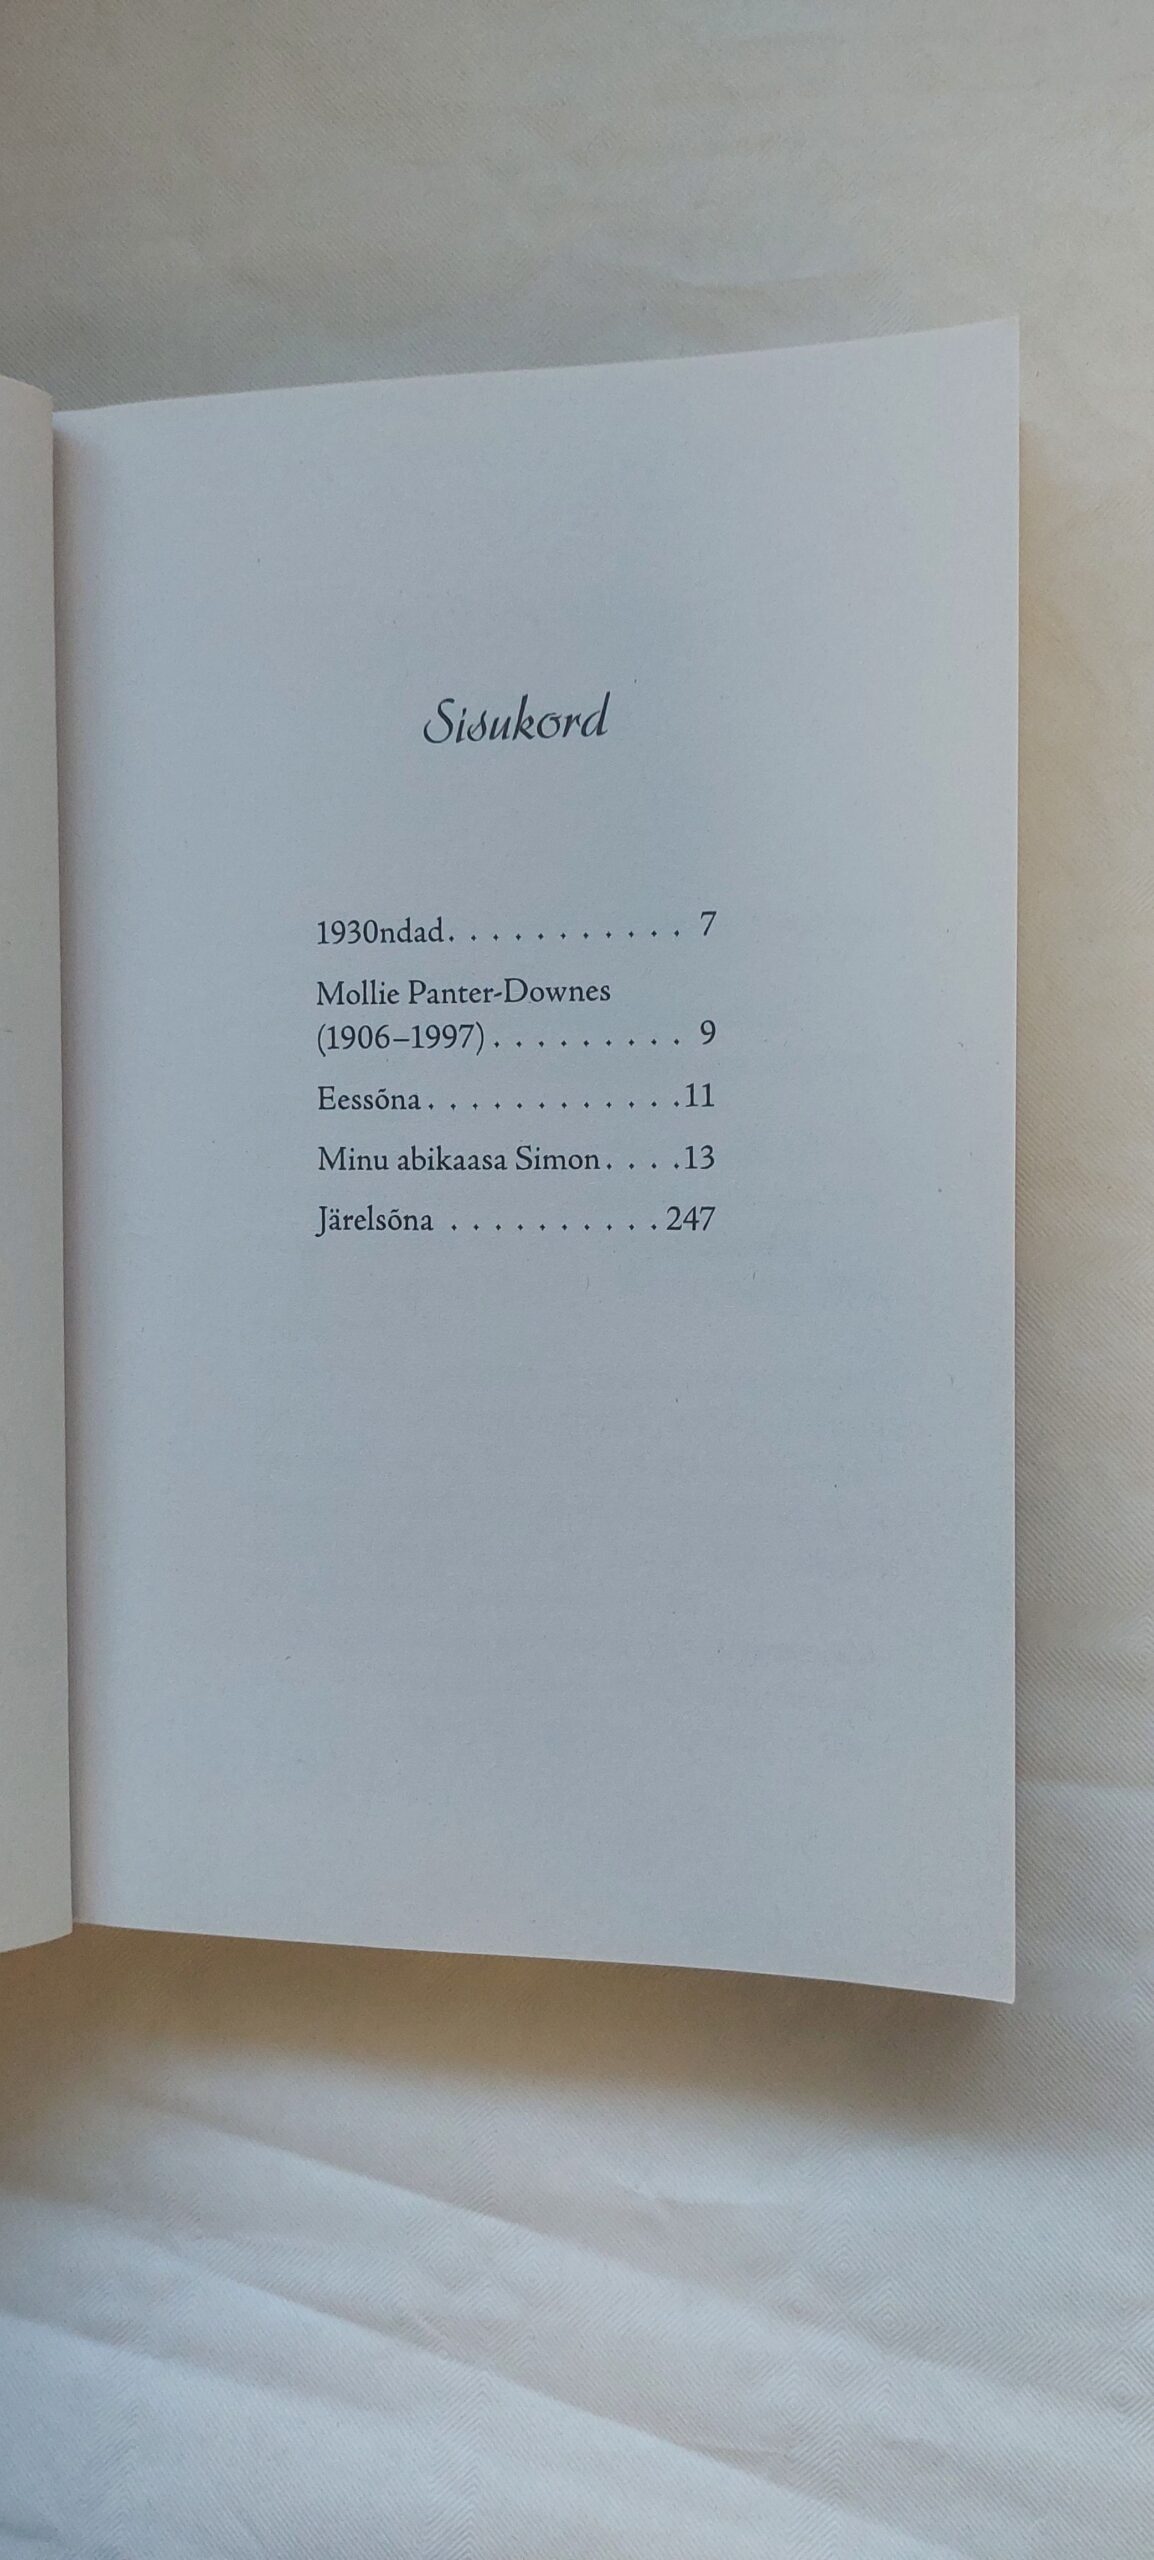 Sisukord
1930ndad. . . . . . . . . . . 7
Mollie Panter-Downes
(1906–1997) . . . . . . . . . 9
Eessõna . . . . . . . . . . . .11
Minu abikaasa Simon. . . .13
Järelsõna . . . . . . . . . . 247